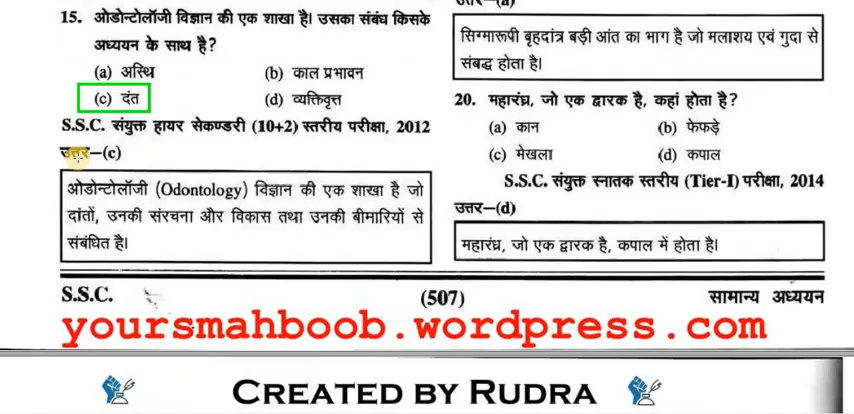 15. ओडोन्टोलॉजी विज्ञान की एक शाखा है। उसका संबंध किसके
अध्ययन के साथ है?
(a) अस्थि (b) काल प्रभावन
(c) दंत (d) व्यक्तिवृत्त
S.S.C. संयुक्त हायर सेकण्डरी (10+2) स्तरीय परीक्षा, 2012
उत्तर–(c)
ओडोन्टोलॉजी (Odontology) विज्ञान की एक शाखा है जो
दांतों, उनकी संरचना और विकास तथा उनकी बीमारियों से
संबंधित है।
उत्तर–(a)
सिग्मारूपी बृहदांत्र बड़ी आंत का भाग है जो मलाशय एवं गुदा से
संबद्ध होता है।
20. महारंध्र, जो एक द्वारक है, कहां होता है?
(a) कान (b) फेफड़े
(c) मेखला (d) कपाल
S.S.C. संयुक्त स्नातक स्तरीय (Tier-I) परीक्षा, 2014
उत्तर–(d)
महारंध्र, जो एक द्वारक है, कपाल में होता है।
S.S.C. (507) सामान्य अध्ययन
yoursmahboob.wordpress.com
CREATED BY RUDRA